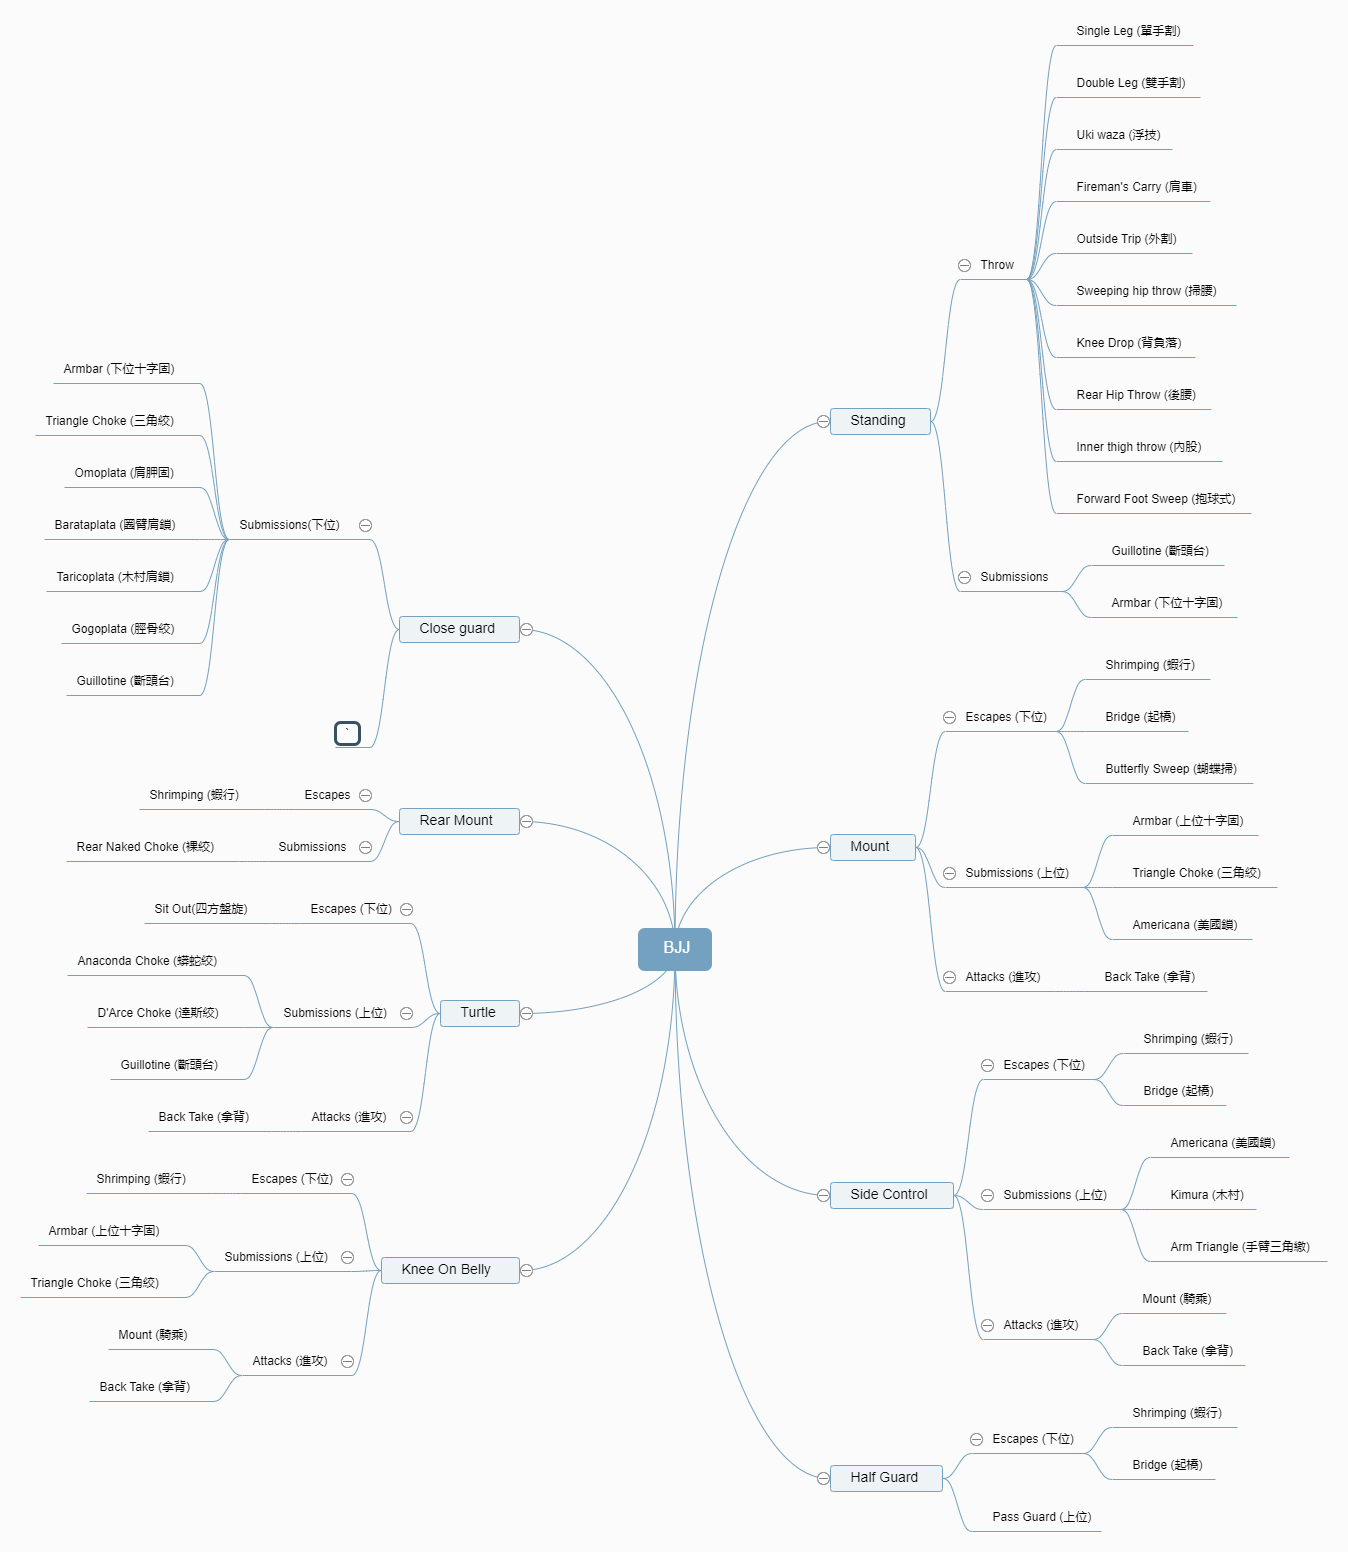 BJJ
Standing
Throw
Single Leg (單手割)
Double Leg (雙手割)
Uki waza (浮技)
Fireman's Carry (肩車)
Outside Trip (外割)
Sweeping hip throw (掃腰)
Knee Drop (背負落)
Rear Hip Throw (後腰)
Inner thigh throw (內股)
Forward Foot Sweep (抱球式)
Submissions
Guillotine (斷頭台)
Armbar (下位十字固)
Mount
Escapes (下位)
Shrimping (蝦行)
Bridge (起橋)
Butterfly Sweep (蝴蝶掃)
Submissions (上位)
Armbar (上位十字固)
Triangle Choke (三角绞)
Americana (美國鎖)
Attacks (進攻)
Back Take (拿背)
Side Control
Escapes (下位)
Shrimping (蝦行)
Bridge (起橋)
Submissions (上位)
Americana (美國鎖)
Kimura (木村)
Arm Triangle (手臂三角緻)
Attacks (進攻)
Mount (騎乘)
Back Take (拿背)
Half Guard
Escapes (下位)
Shrimping (蝦行)
Bridge (起橋)
Pass Guard (上位)
Close guard
Submissions(下位)
Armbar (下位十字固)
Triangle Choke (三角绞)
Omoplata (肩胛固)
Barataplata (圓臂肩鎖)
Taricoplata (木村肩鎖)
Gogoplata (脛骨绞)
Guillotine (斷頭台)
`
Rear Mount
Escapes
Shrimping (蝦行)
Submissions
Rear Naked Choke (裸绞)
Turtle
Escapes (下位)
Sit Out(四方盤旋)
Submissions (上位)
Anaconda Choke (蟒蛇绞)
D'Arce Choke (達斯绞)
Guillotine (斷頭台)
Attacks (進攻)
Back Take (拿背)
Knee On Belly
Escapes (下位)
Shrimping (蝦行)
Submissions (上位)
Armbar (上位十字固)
Triangle Choke (三角绞)
Attacks (進攻)
Mount (騎乘)
Back Take (拿背)